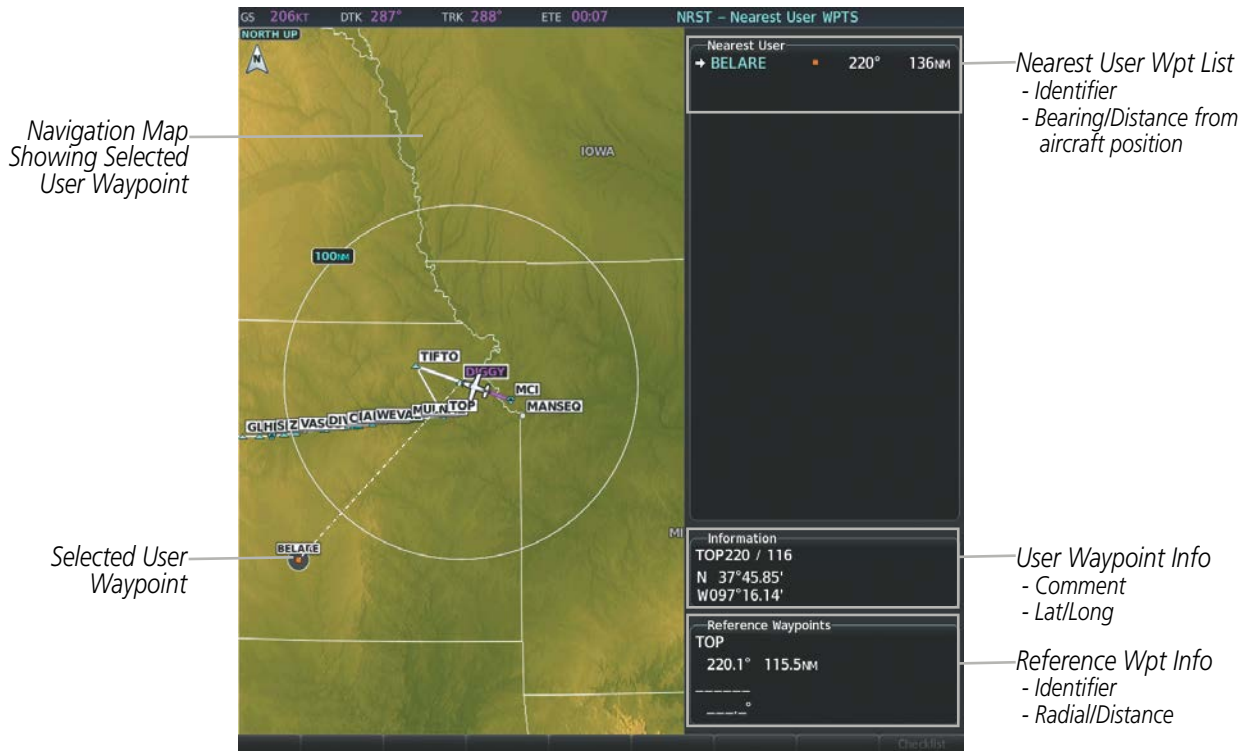 GS 206KT DTK 287° TRK 288° ETE 00:07 NRST – Nearest User WPTS
NORTH UP
N
Navigation Map
Showing Selected
User Waypoint
IOWA
100NM
TIFTO
DIGGY
MCI
MANSEQ
TOP
BELARE
MI
Selected User
Waypoint
Nearest User
BELARE 220° 136NM
Information
TOP220 / 116
N 37°45.85'
W097°16.14'
Reference Waypoints
TOP
220.1° 115.5NM
______
___._°
Checklist
Nearest User Wpt List
- Identifier
- Bearing/Distance from
aircraft position
User Waypoint Info
- Comment
- Lat/Long
Reference Wpt Info
- Identifier
- Radial/Distance